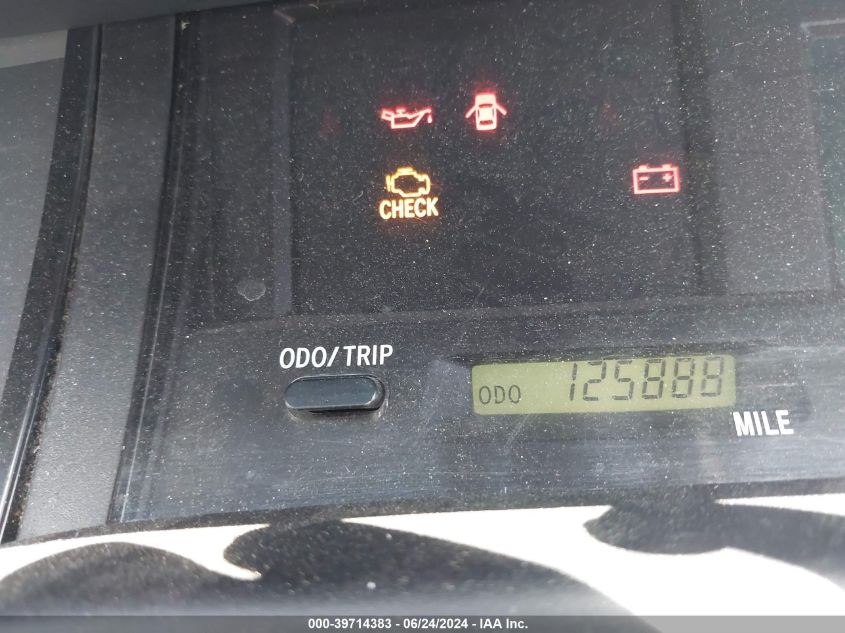 CHECK
ODO/TRIP
ODO 125888
MILE
000-39714383 / 06/24/2024 - IAA Inc.